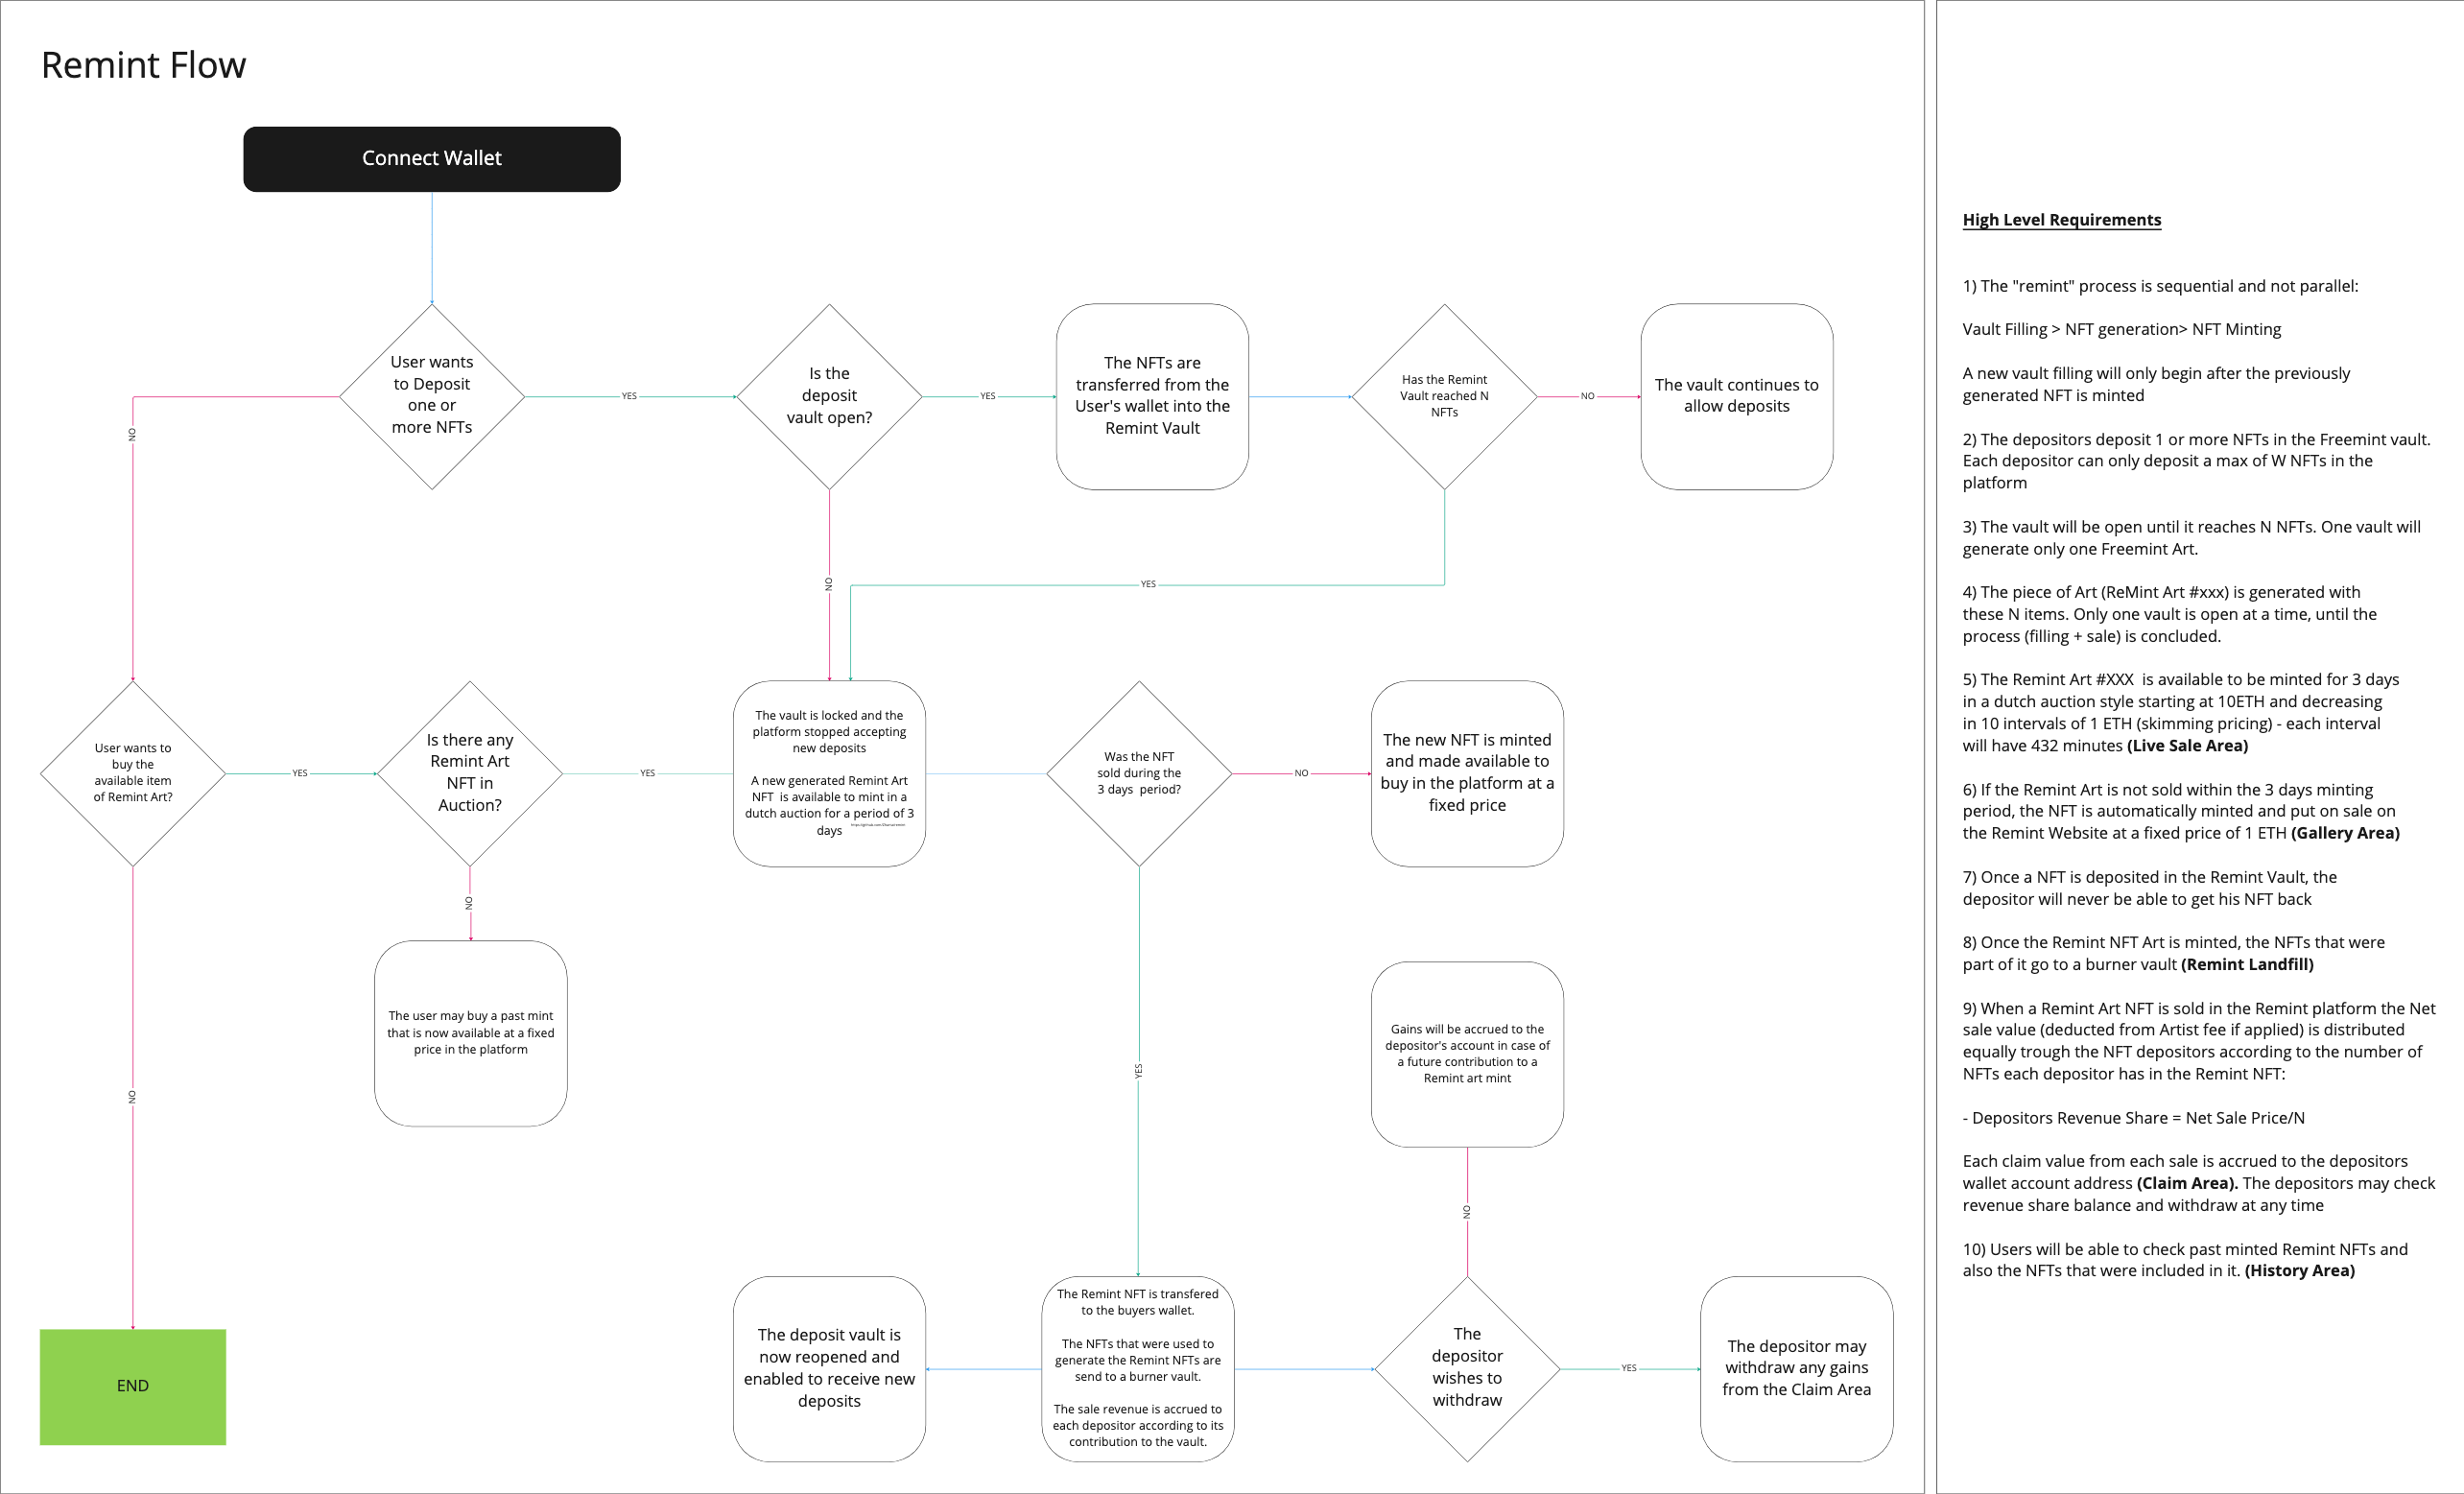 Remint Flow
Connect Wallet
User wants
to Deposit
one or
more NFTs
YES
Is the
deposit
vault open?
YES
The NFTs are
transferred from the
User's wallet into the
Remint Vault
Has the Remint
Vault reached N
NFTs
NO
The vault continues to
allow deposits
NO
NO
YES
User wants to
buy the
available item
of Remint Art?
YES
Is there any
Remint Art
NFT in
Auction?
YES
The vault is locked and the
platform stopped accepting
new deposits
A new generated Remint Art
NFT is available to mint in a
dutch auction for a period of 3
days
Was the NFT
sold during the
3 days period?
NO
The new NFT is minted
and made available to
buy in the platform at a
fixed price
NO
The user may buy a past mint
that is now available at a fixed
price in the platform
Gains will be accrued to the
depositor's account in case of
a future contribution to a
Remint art mint
NO
YES
NO
END
The deposit vault is
now reopened and
enabled to receive new
deposits
The Remint NFT is transfered
to the buyers wallet.
The NFTs that were used to
generate the Remint NFTs are
send to a burner vault.
The sale revenue is accrued to
each depositor according to its
contribution to the vault.
The
depositor
wishes to
withdraw
YES
The depositor may
withdraw any gains
from the Claim Area
High Level Requirements
1) The "remint" process is sequential and not parallel:
Vault Filling > NFT generation> NFT Minting
A new vault filling will only begin after the previously
generated NFT is minted
2) The depositors deposit 1 or more NFTs in the Freemint vault.
Each depositor can only deposit a max of W NFTs in the
platform
3) The vault will be open until it reaches N NFTs. One vault will
generate only one Freemint Art.
4) The piece of Art (ReMint Art #xxx) is generated with
these N items. Only one vault is open at a time, until the
process (filling + sale) is concluded.
5) The Remint Art #XXX  is available to be minted for 3 days
in a dutch auction style starting at 10ETH and decreasing
in 10 intervals of 1 ETH (skimming pricing) - each interval
will have 432 minutes (Live Sale Area)
6) If the Remint Art is not sold within the 3 days minting
period, the NFT is automatically minted and put on sale on
the Remint Website at a fixed price of 1 ETH (Gallery Area)
7) Once a NFT is deposited in the Remint Vault, the
depositor will never be able to get his NFT back
8) Once the Remint NFT Art is minted, the NFTs that were
part of it go to a burner vault (Remint Landfill)
9) When a Remint Art NFT is sold in the Remint platform the Net
sale value (deducted from Artist fee if applied) is distributed
equally trough the NFT depositors according to the number of
NFTs each depositor has in the Remint NFT:
- Depositors Revenue Share = Net Sale Price/N
Each claim value from each sale is accrued to the depositors
wallet account address (Claim Area). The depositors may check
revenue share balance and withdraw at any time
10) Users will be able to check past minted Remint NFTs and
also the NFTs that were included in it. (History Area)